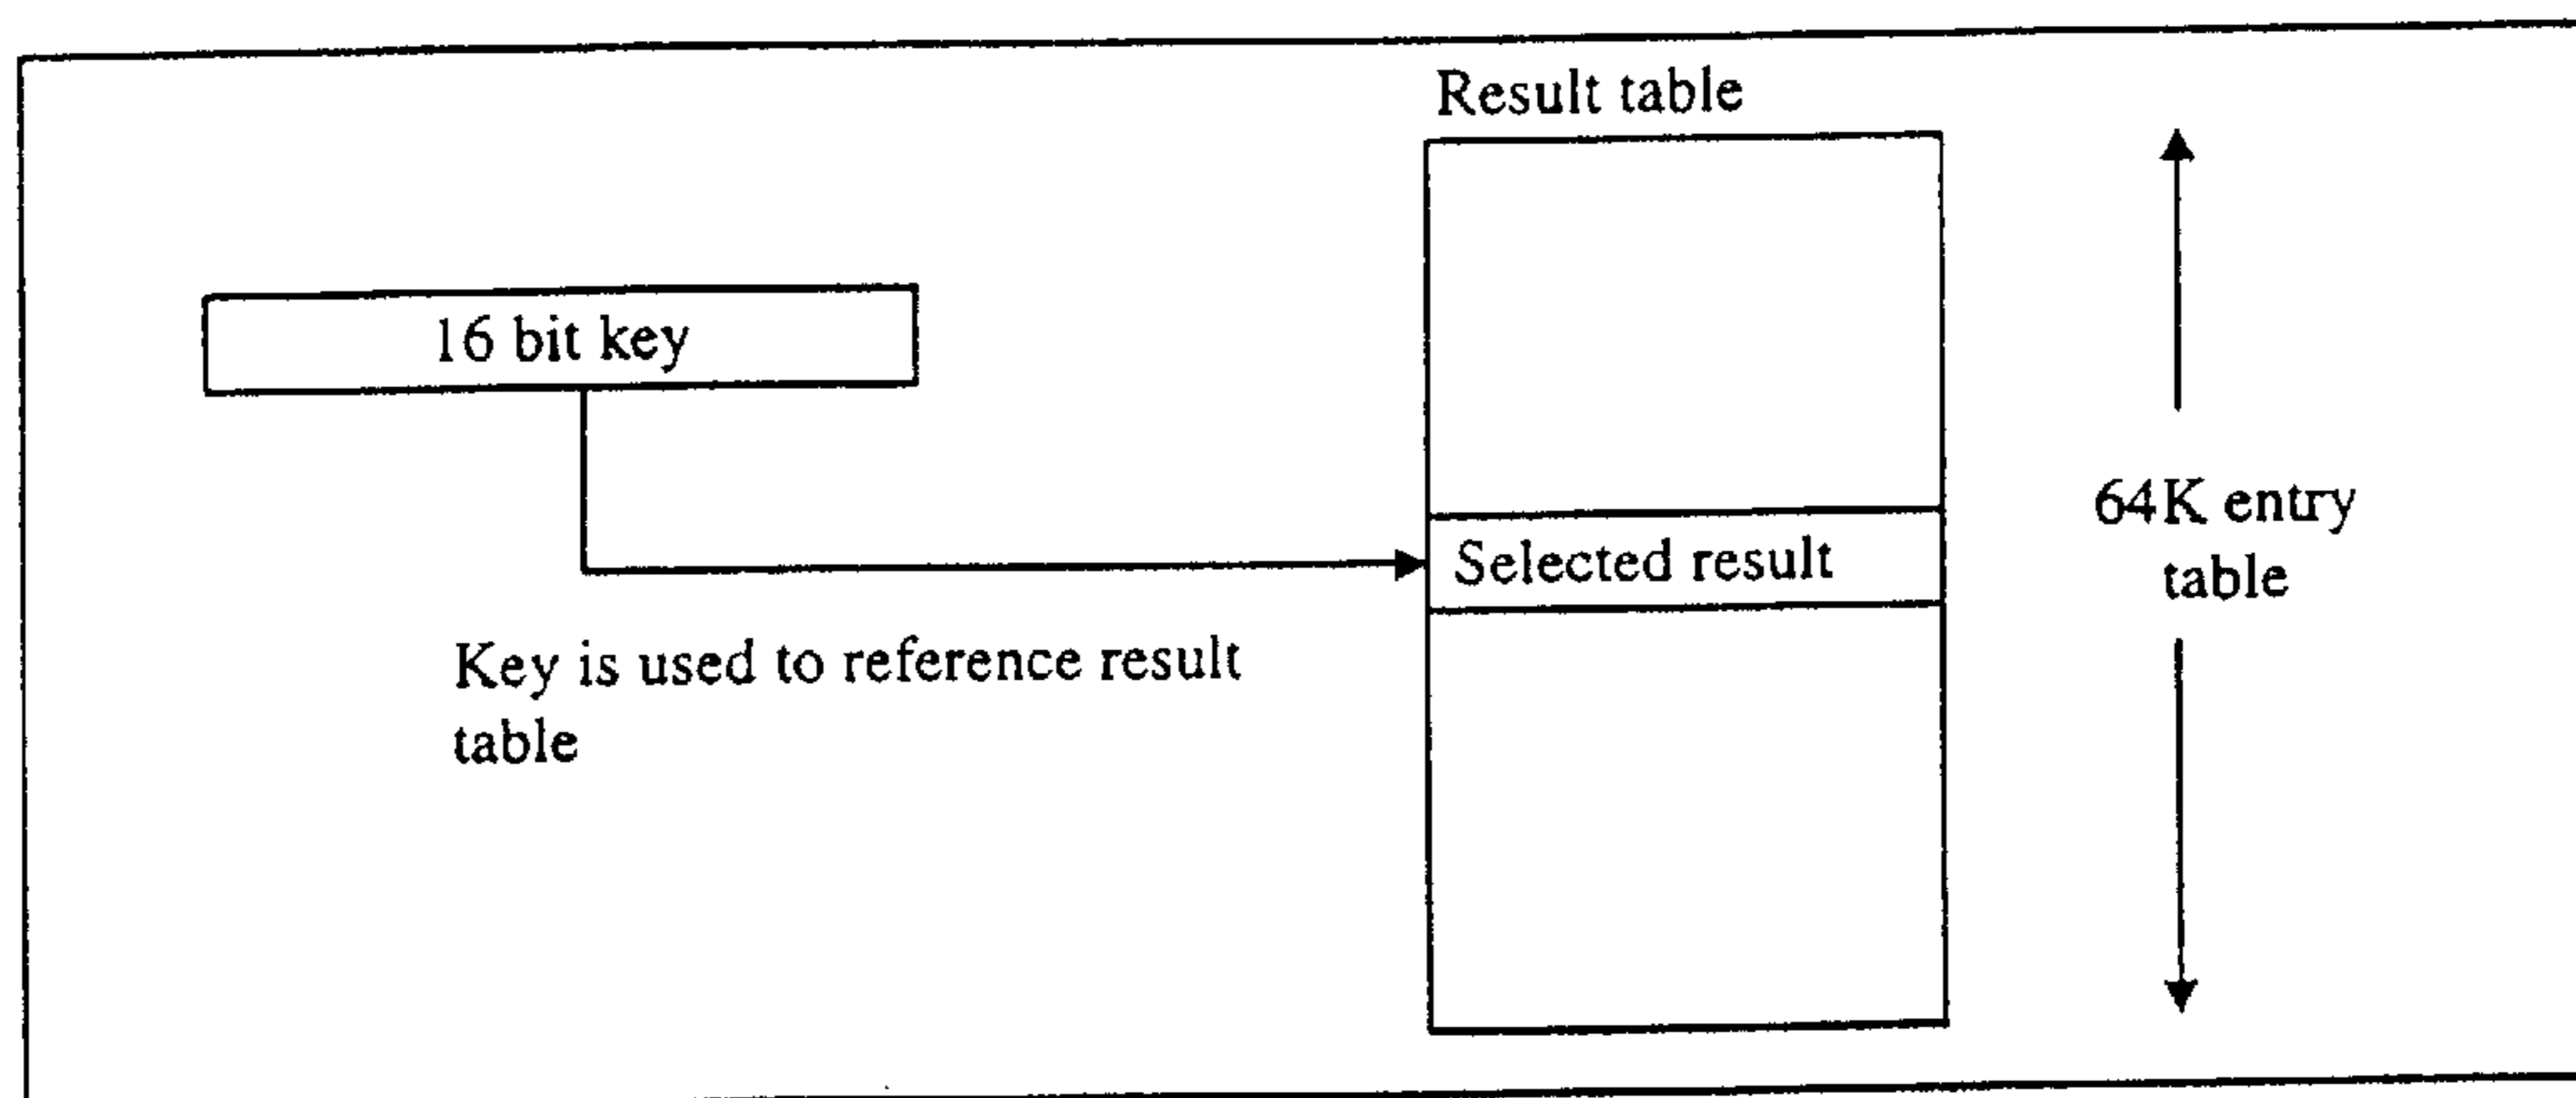 Result table
16 bit key
Selected result
64K entry
table
Key is used to reference result
table